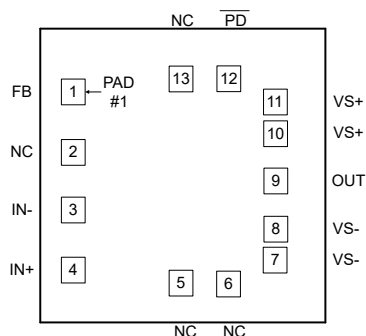 NC PD
13 12
FB 1 PAD
#1
11 VS+
10 VS+
NC 2
9 OUT
IN- 3
8 VS-
7 VS-
IN+ 4
5 6
NC NC